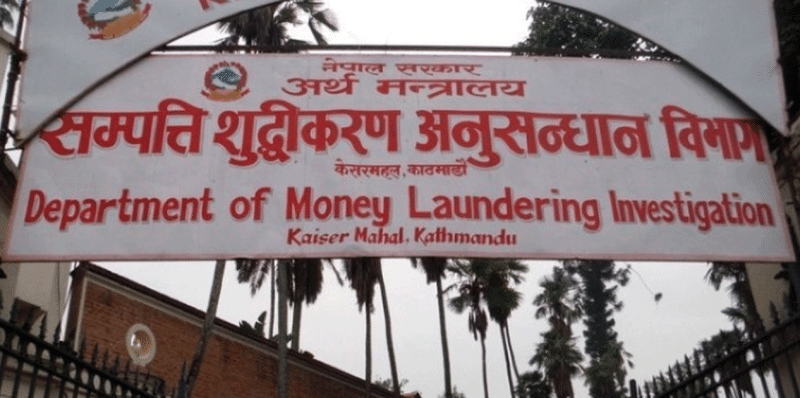 नेपाल सरकार
अर्थ मन्त्रालय
सम्पत्ति शुद्धीकरण अनुसन्धान विभाग
केसरमहल, काठमाडौं
Department of Money Laundering Investigation
Kaiser Mahal, Kathmandu